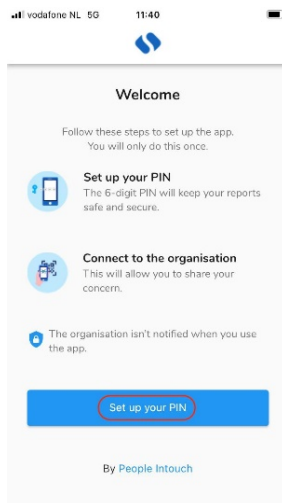 vodafone NL 5G 11:40
Welcome
Follow these steps to set up the app.
You will only do this once.
Set up your PIN
The 6-digit PIN will keep your reports
safe and secure.
Connect to the organisation
This will allow you to share your
concern.
The organisation isn't notified when you use
the app.
Set up your PIN
By People Intouch